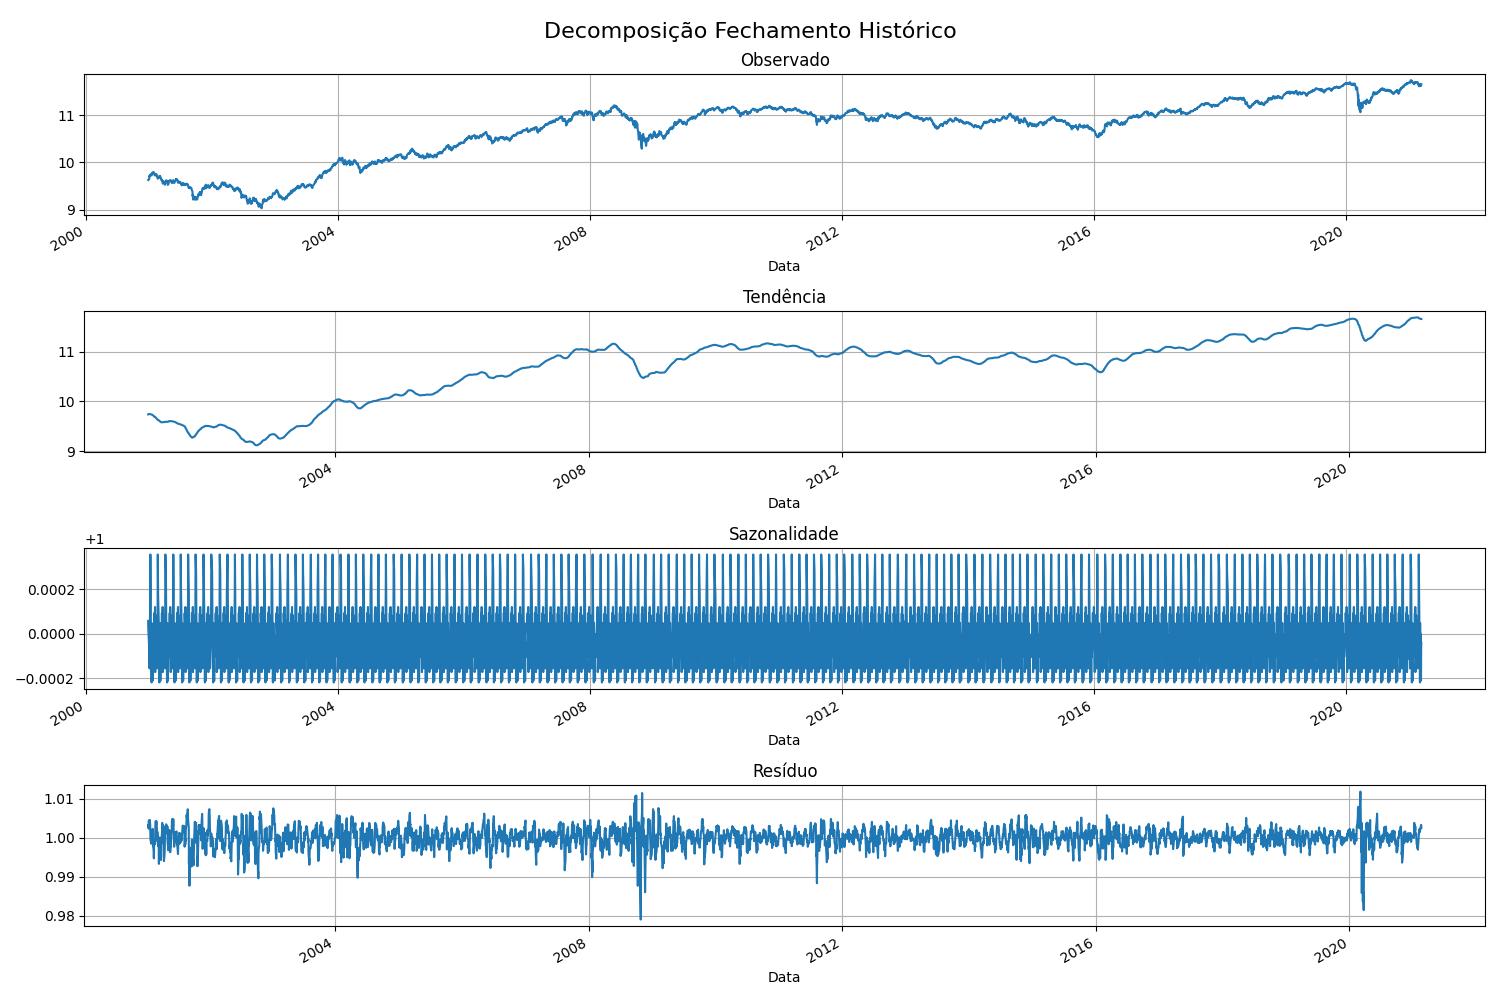 Decomposição Fechamento Histórico
Observado
11
10
9
2000 2004 2008 2012 2016 2020
Data
Tendência
11
10
9
2004 2008 2012 2016 2020
Data
Sazonalidade
+1
0.0002
0.0000
−0.0002
2000 2004 2008 2012 2016 2020
Data
Resíduo
1.01
1.00
0.99
0.98
2004 2008 2012 2016 2020
Data